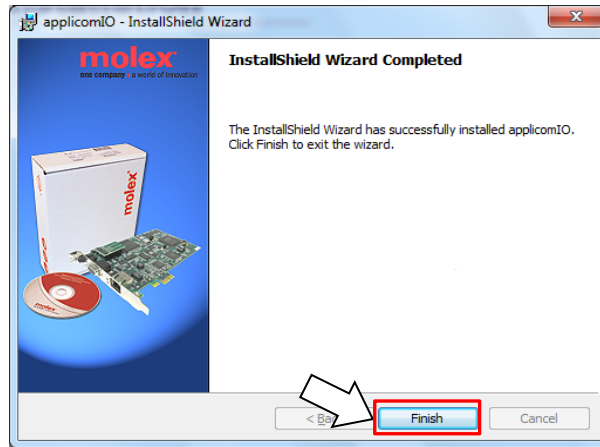 applicomIO - InstallShield Wizard
molex
one company › a world of innovation
InstallShield Wizard Completed
The InstallShield Wizard has successfully installed applicomIO.
Click Finish to exit the wizard.
molex
molex
Finish
Cancel